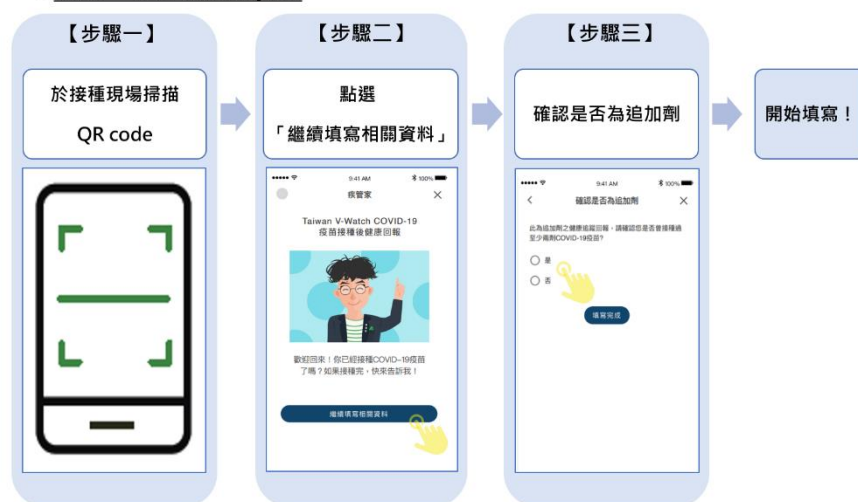 【步驟一】
於接種現場掃描
QR code
【步驟二】
點選
「繼續填寫相關資料」
9:41 AM
100%
疾管家
Taiwan V-Watch COVID-19
疫苗接種後健康回報
歡迎回來！你已經接種COVID-19疫苗
了嗎？如果接種完，快來告訴我！
繼續填寫相關資料
【步驟三】
確認是否為追加劑
9:41 AM
100%
確認是否為追加劑
此為追加劑之健康追蹤回報，請確認您是否曾接種過
至少兩劑COVID-19疫苗?
是
否
填寫完成
開始填寫！